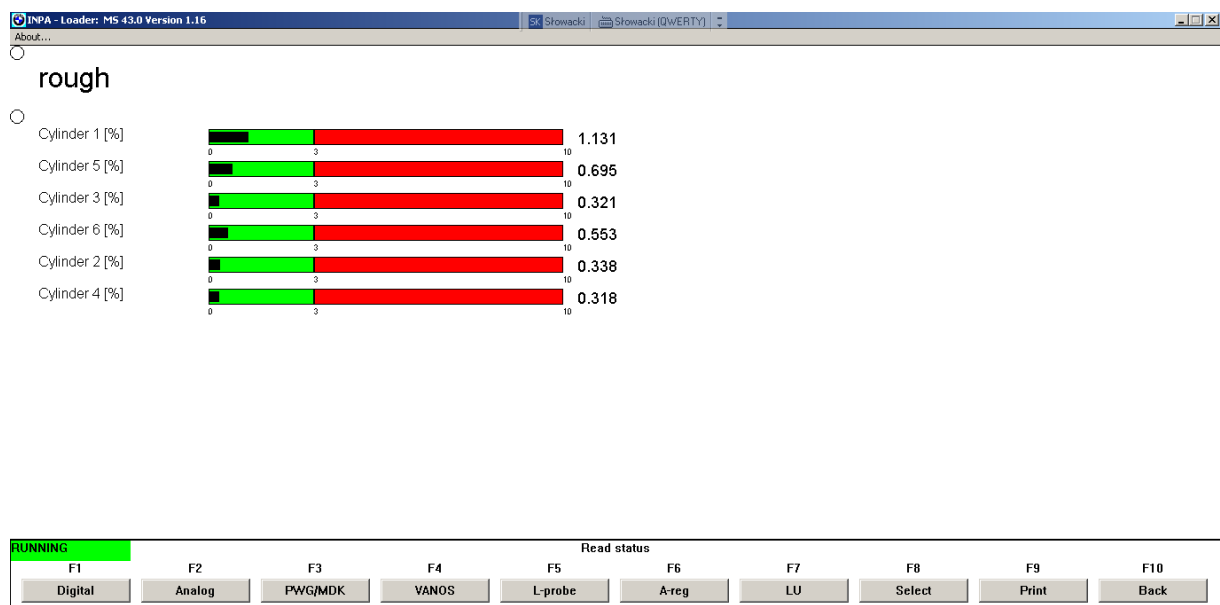 INPA - Loader: MS 43.0 Version 1.16 SK Słowacki Słowacki (QWERTY)
About...
rough
Cylinder 1 [%] 1.131
0 3 10
Cylinder 5 [%] 0.695
0 3 10
Cylinder 3 [%] 0.321
0 3 10
Cylinder 6 [%] 0.553
0 3 10
Cylinder 2 [%] 0.338
0 3 10
Cylinder 4 [%] 0.318
0 3 10
RUNNING Read status
F1 F2 F3 F4 F5 F6 F7 F8 F9 F10
Digital Analog PWG/MDK VANOS L-probe A-reg LU Select Print Back